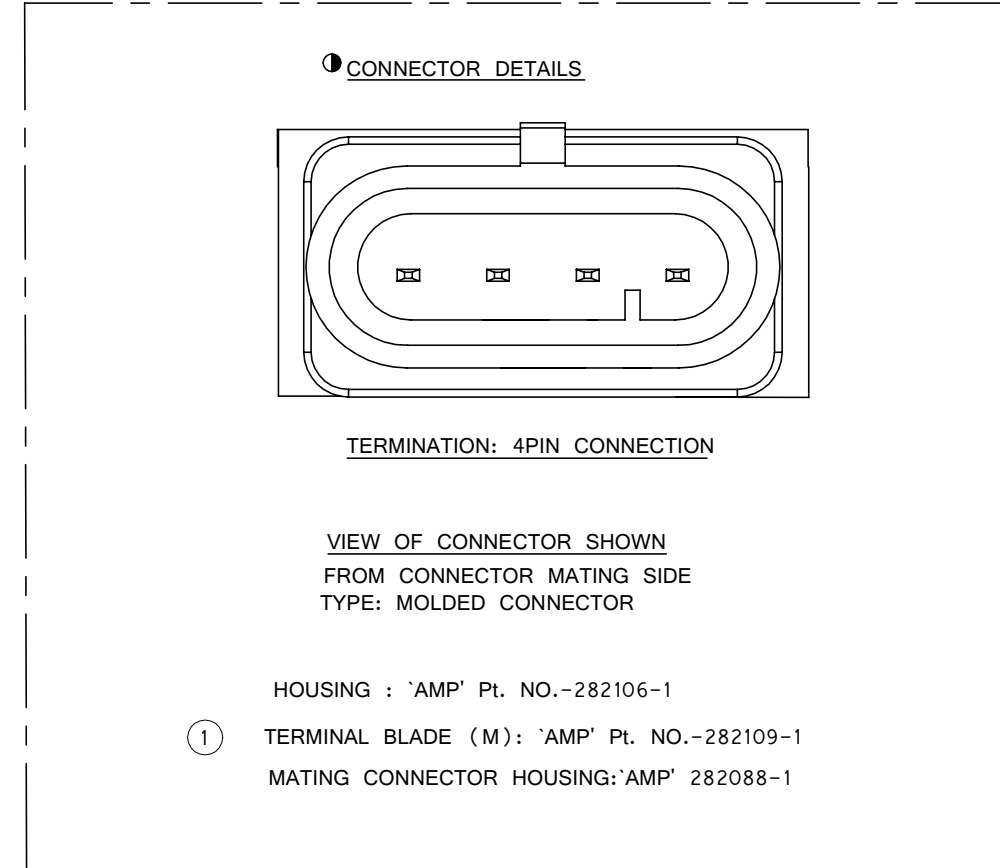 CONNECTOR DETAILS
TERMINATION: 4PIN CONNECTION
VIEW OF CONNECTOR SHOWN
FROM CONNECTOR MATING SIDE
TYPE: MOLDED CONNECTOR
HOUSING : `AMP' Pt. NO.-282106-1
1 TERMINAL BLADE (M): `AMP' Pt. NO.-282109-1
MATING CONNECTOR HOUSING:`AMP' 282088-1